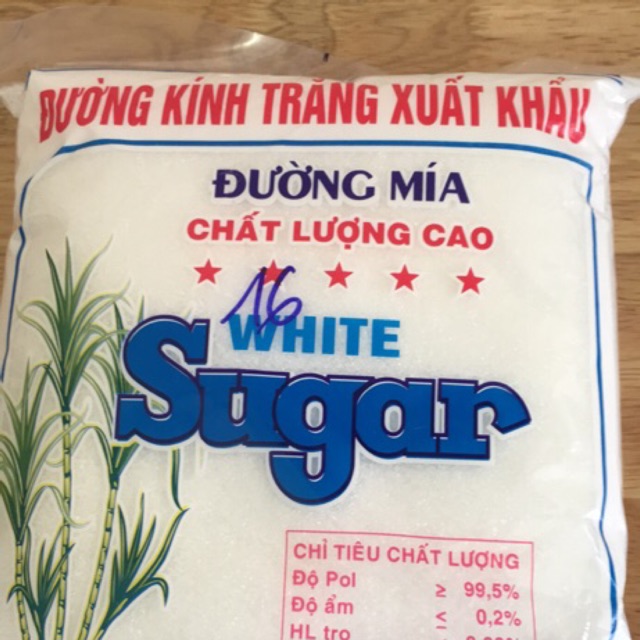 ĐƯỜNG KÍNH TRẮNG XUẤT KHẨU
ĐƯỜNG MÍA
CHẤT LƯỢNG CAO
16
WHITE
Sugar
CHỈ TIÊU CHẤT LƯỢNG
Độ Pol ≥ 99,5%
Độ ẩm ≤ 0,2%
HL tro